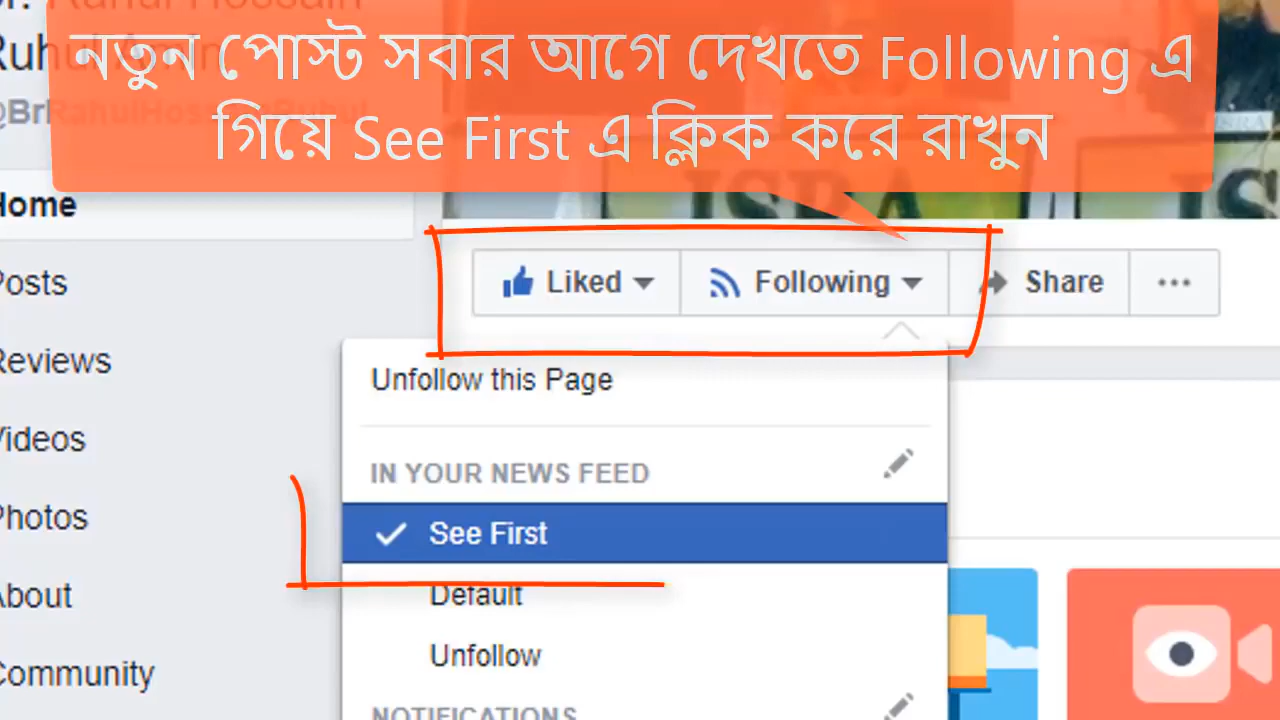 নতুন পোস্ট সবার আগে দেখতে Following এ
গিয়ে See First এ ক্লিক করে রাখুন
Home
Posts
Reviews
Videos
Photos
About
Community
Liked
Following
Share
Unfollow this Page
IN YOUR NEWS FEED
See First
Default
Unfollow
NOTIFICATIONS